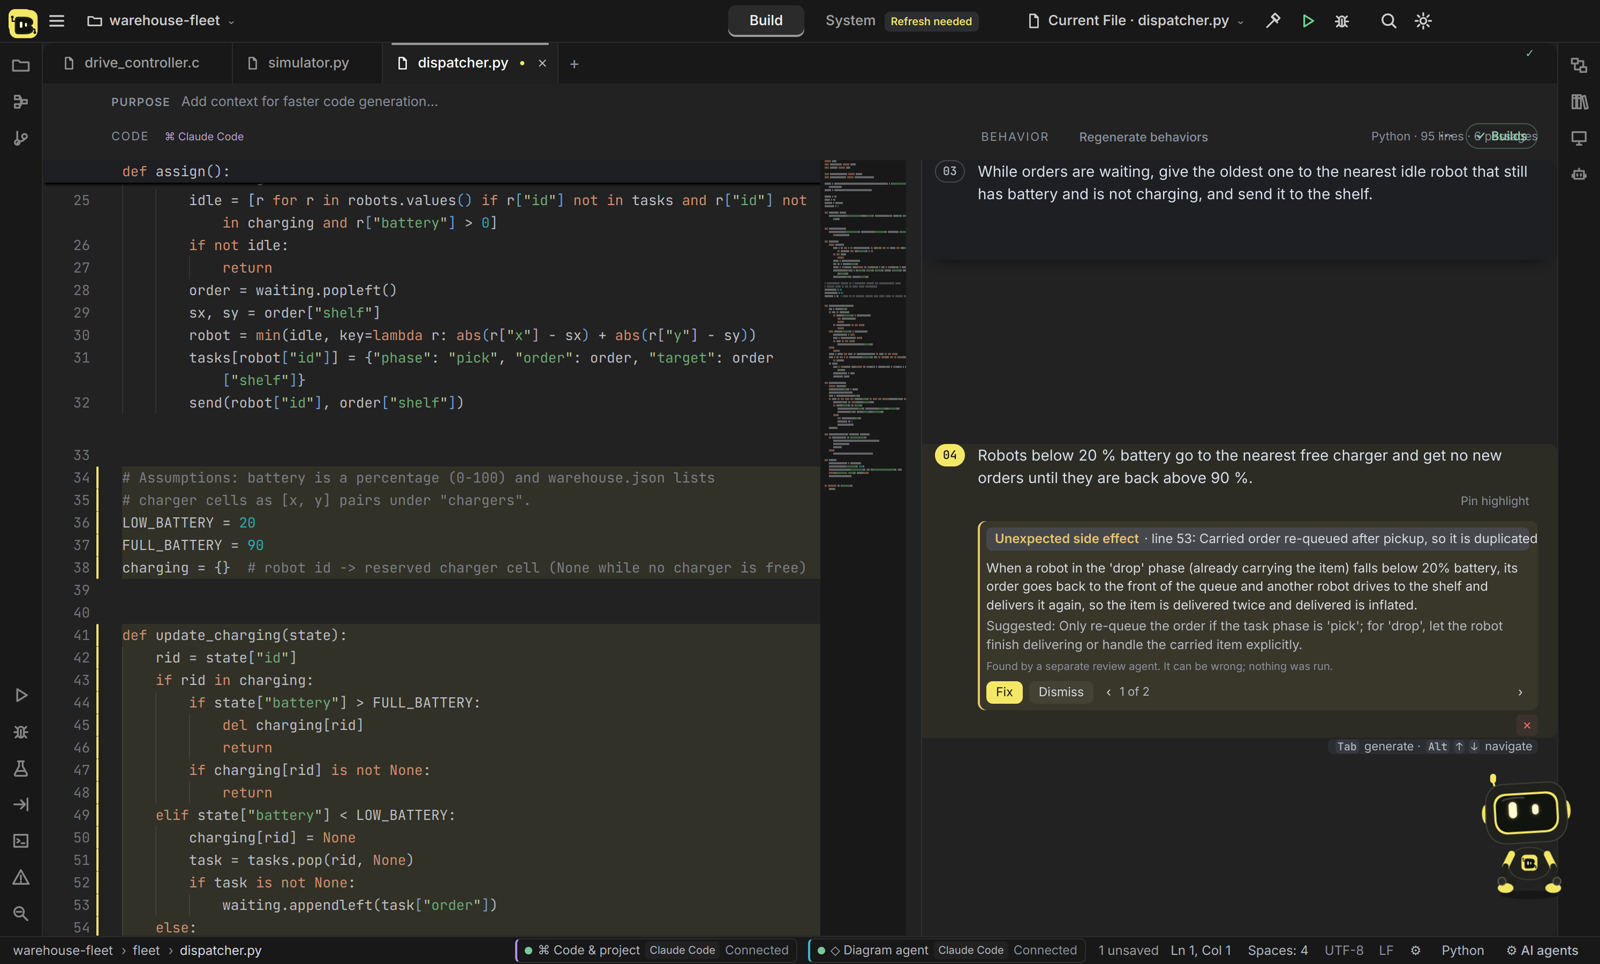 warehouse-fleet
Build
System
Refresh needed
Current File · dispatcher.py
drive_controller.c
simulator.py
dispatcher.py
PURPOSE Add context for faster code generation...
CODE ⌘ Claude Code
BEHAVIOR Regenerate behaviors
Python · 95 lines · 6 passages
Builds
def assign():
25 idle = [r for r in robots.values() if r["id"] not in tasks and r["id"] not
in charging and r["battery"] > 0]
26 if not idle:
27 return
28 order = waiting.popleft()
29 sx, sy = order["shelf"]
30 robot = min(idle, key=lambda r: abs(r["x"] - sx) + abs(r["y"] - sy))
31 tasks[robot["id"]] = {"phase": "pick", "order": order, "target": order
["shelf"]}
32 send(robot["id"], order["shelf"])
33
34 # Assumptions: battery is a percentage (0-100) and warehouse.json lists
35 # charger cells as [x, y] pairs under "chargers".
36 LOW_BATTERY = 20
37 FULL_BATTERY = 90
38 charging = {} # robot id -> reserved charger cell (None while no charger is free)
39
40
41 def update_charging(state):
42 rid = state["id"]
43 if rid in charging:
44 if state["battery"] > FULL_BATTERY:
45 del charging[rid]
46 return
47 if charging[rid] is not None:
48 return
49 elif state["battery"] < LOW_BATTERY:
50 charging[rid] = None
51 task = tasks.pop(rid, None)
52 if task is not None:
53 waiting.appendleft(task["order"])
54 else:
03 While orders are waiting, give the oldest one to the nearest idle robot that still
has battery and is not charging, and send it to the shelf.
04 Robots below 20 % battery go to the nearest free charger and get no new
orders until they are back above 90 %.
Pin highlight
Unexpected side effect · line 53: Carried order re-queued after pickup, so it is duplicated
When a robot in the 'drop' phase (already carrying the item) falls below 20% battery, its
order goes back to the front of the queue and another robot drives to the shelf and
delivers it again, so the item is delivered twice and delivered is inflated.
Suggested: Only re-queue the order if the task phase is 'pick'; for 'drop', let the robot
finish delivering or handle the carried item explicitly.
Found by a separate review agent. It can be wrong; nothing was run.
Fix Dismiss ‹ 1 of 2 ›
Tab generate · Alt ↑ ↓ navigate
warehouse-fleet › fleet › dispatcher.py
⌘ Code & project Claude Code Connected
◇ Diagram agent Claude Code Connected
1 unsaved Ln 1, Col 1 Spaces: 4 UTF-8 LF ⚙ Python ⚙ AI agents